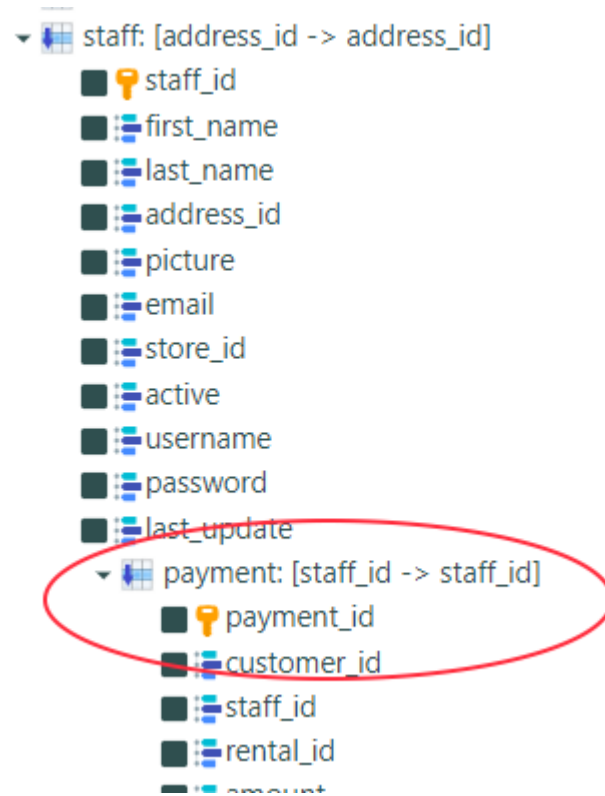 staff: [address_id -> address_id]
staff_id
first_name
last_name
address_id
picture
email
store_id
active
username
password
last_update
payment: [staff_id -> staff_id]
payment_id
customer_id
staff_id
rental_id
amount